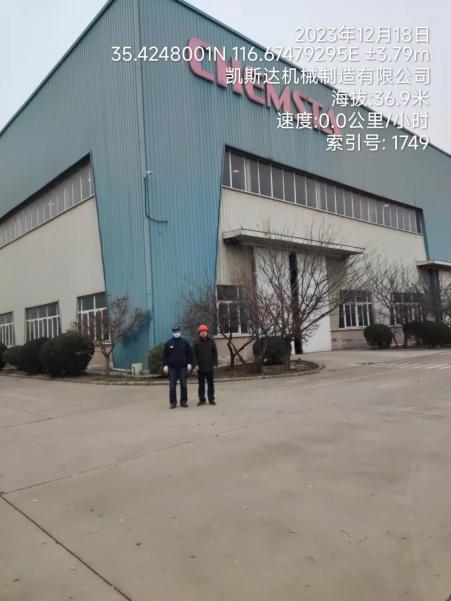 2023年12月18日
35.4248001N 116.67479295E ±3.79m
凯斯达机械制造有限公司
海拔:36.9米
速度:0.0公里/小时
索引号: 1749
CHEMSTA